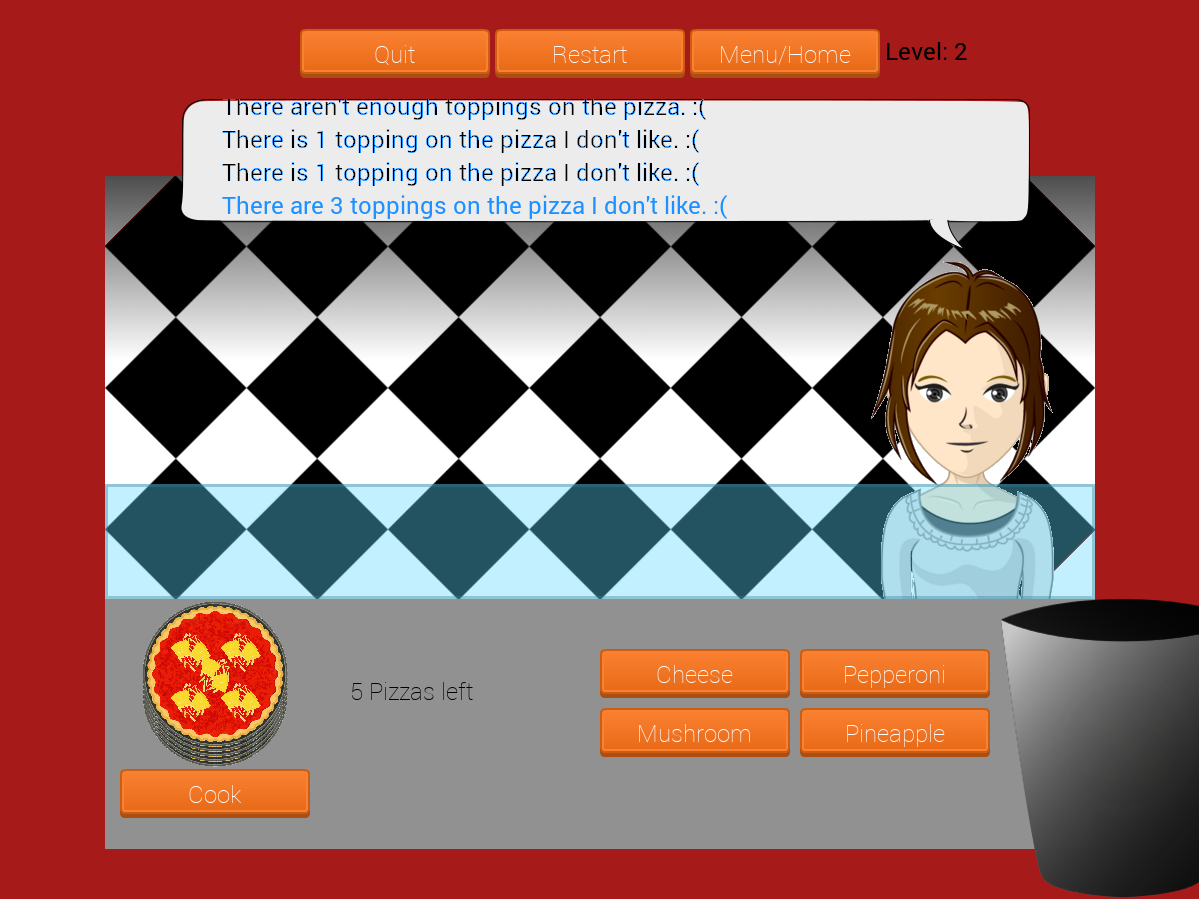 Quit Restart Menu/Home Level: 2
There aren't enough toppings on the pizza. :(
There is 1 topping on the pizza I don't like. :(
There is 1 topping on the pizza I don't like. :(
There are 3 toppings on the pizza I don't like. :(
Cheese Pepperoni
5 Pizzas left
Mushroom Pineapple
Cook